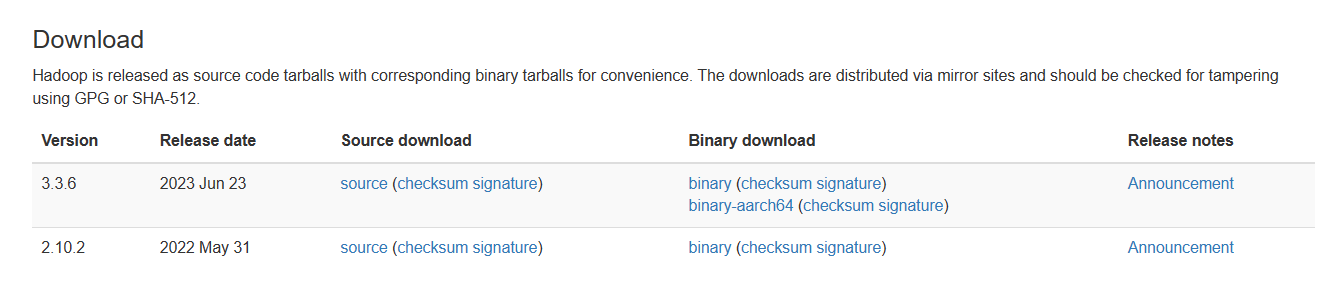 Download
Hadoop is released as source code tarballs with corresponding binary tarballs for convenience. The downloads are distributed via mirror sites and should be checked for tampering
using GPG or SHA-512.
Version Release date Source download Binary download Release notes
3.3.6 2023 Jun 23 source (checksum signature) binary (checksum signature) Announcement
binary-aarch64 (checksum signature)
2.10.2 2022 May 31 source (checksum signature) binary (checksum signature) Announcement